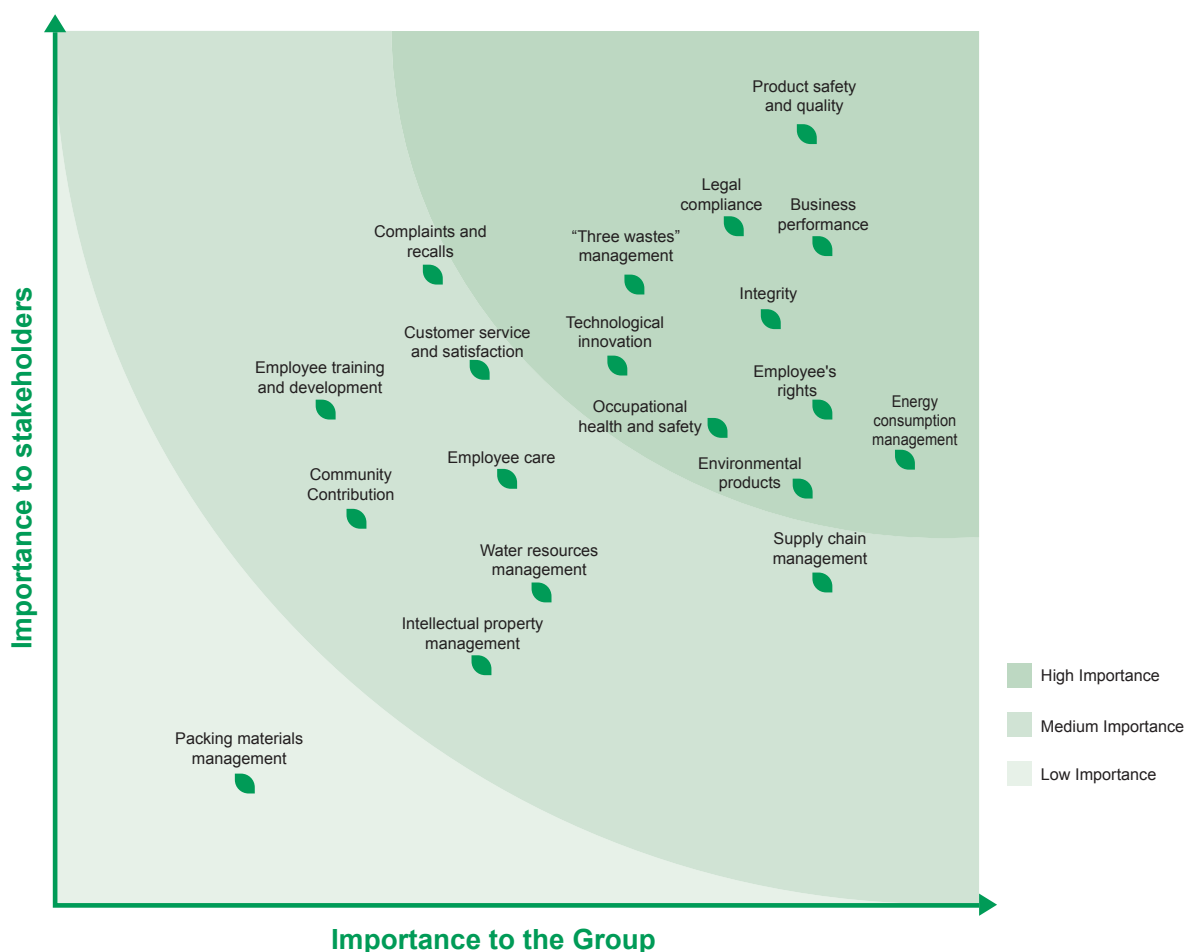 Product safety
and quality
Legal
compliance
Business
performance
Complaints and
recalls
“Three wastes”
management
Integrity
Customer service
and satisfaction
Technological
innovation
Employee training
and development
Employee's
rights
Energy
consumption
management
Occupational
health and safety
Employee care
Environmental
products
Community
Contribution
Supply chain
management
Water resources
management
Intellectual property
management
Packing materials
management
Importance to stakeholders
Importance to the Group
High Importance
Medium Importance
Low Importance